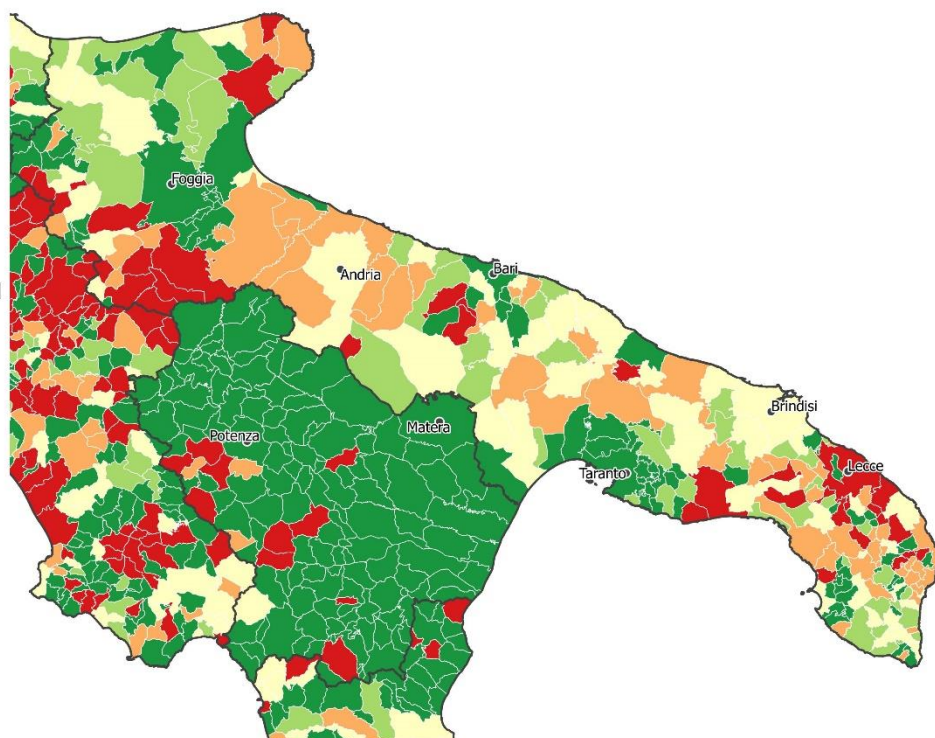 Foggia
Andria
Bari
Brindisi
Matera
Potenza
Lecce
Taranto